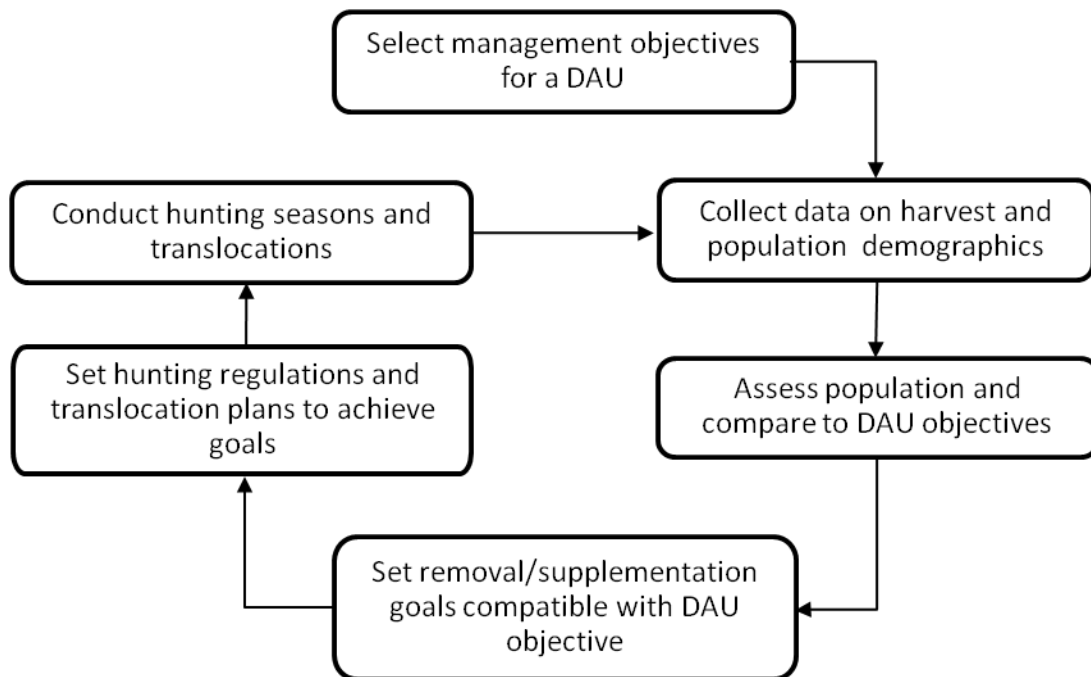 Select management objectives
for a DAU
Conduct hunting seasons and
translocations
Collect data on harvest and
population demographics
Set hunting regulations and
translocation plans to achieve
goals
Assess population and
compare to DAU objectives
Set removal/supplementation
goals compatible with DAU
objective